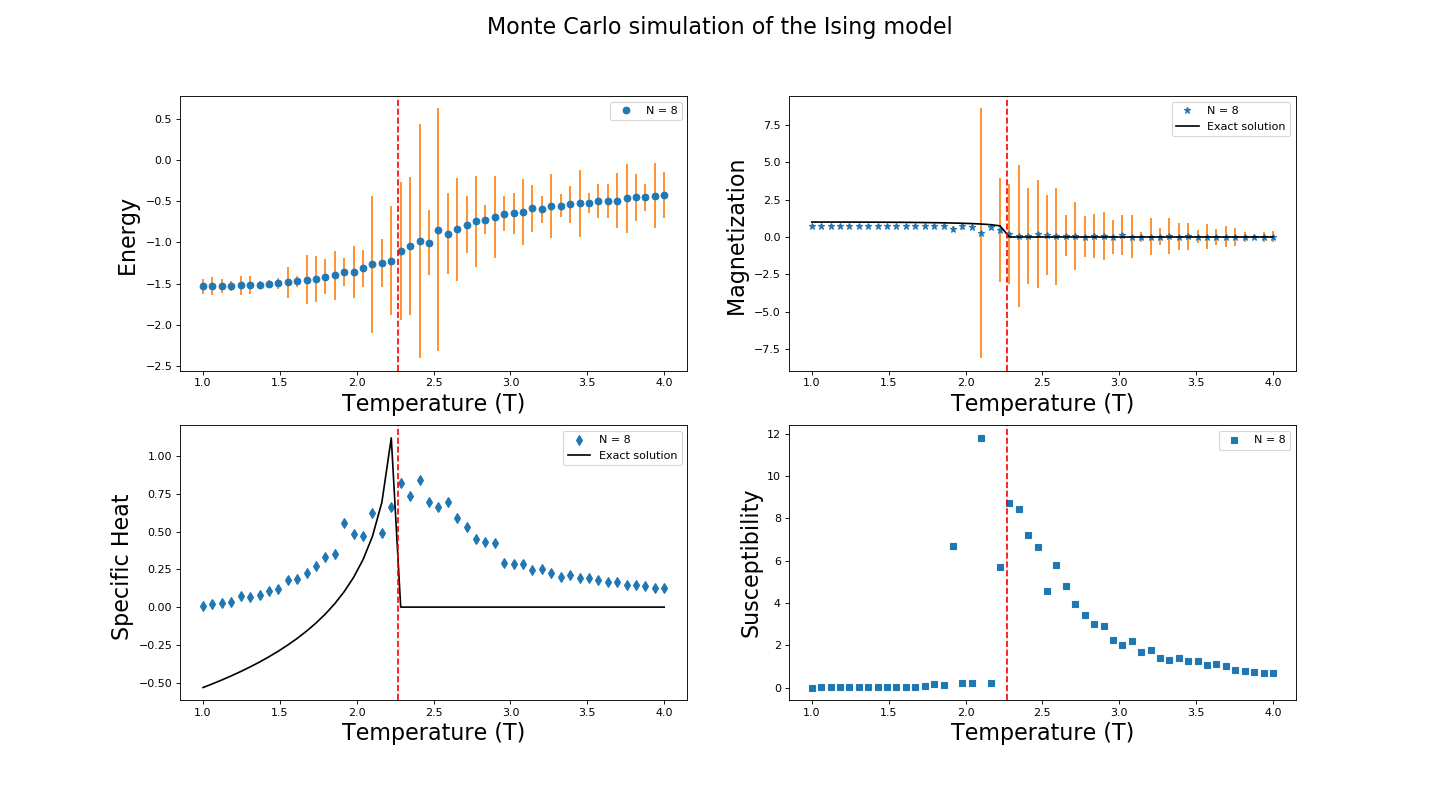 Monte Carlo simulation of the Ising model
Energy
0.5
0.0
−0.5
−1.0
−1.5
−2.0
−2.5
N = 8
1.0 1.5 2.0 2.5 3.0 3.5 4.0
Temperature (T)
Magnetization
7.5
5.0
2.5
0.0
−2.5
−5.0
−7.5
N = 8
Exact solution
1.0 1.5 2.0 2.5 3.0 3.5 4.0
Temperature (T)
Specific Heat
1.00
0.75
0.50
0.25
0.00
−0.25
−0.50
N = 8
Exact solution
1.0 1.5 2.0 2.5 3.0 3.5 4.0
Temperature (T)
Susceptibility
12
10
8
6
4
2
0
N = 8
1.0 1.5 2.0 2.5 3.0 3.5 4.0
Temperature (T)